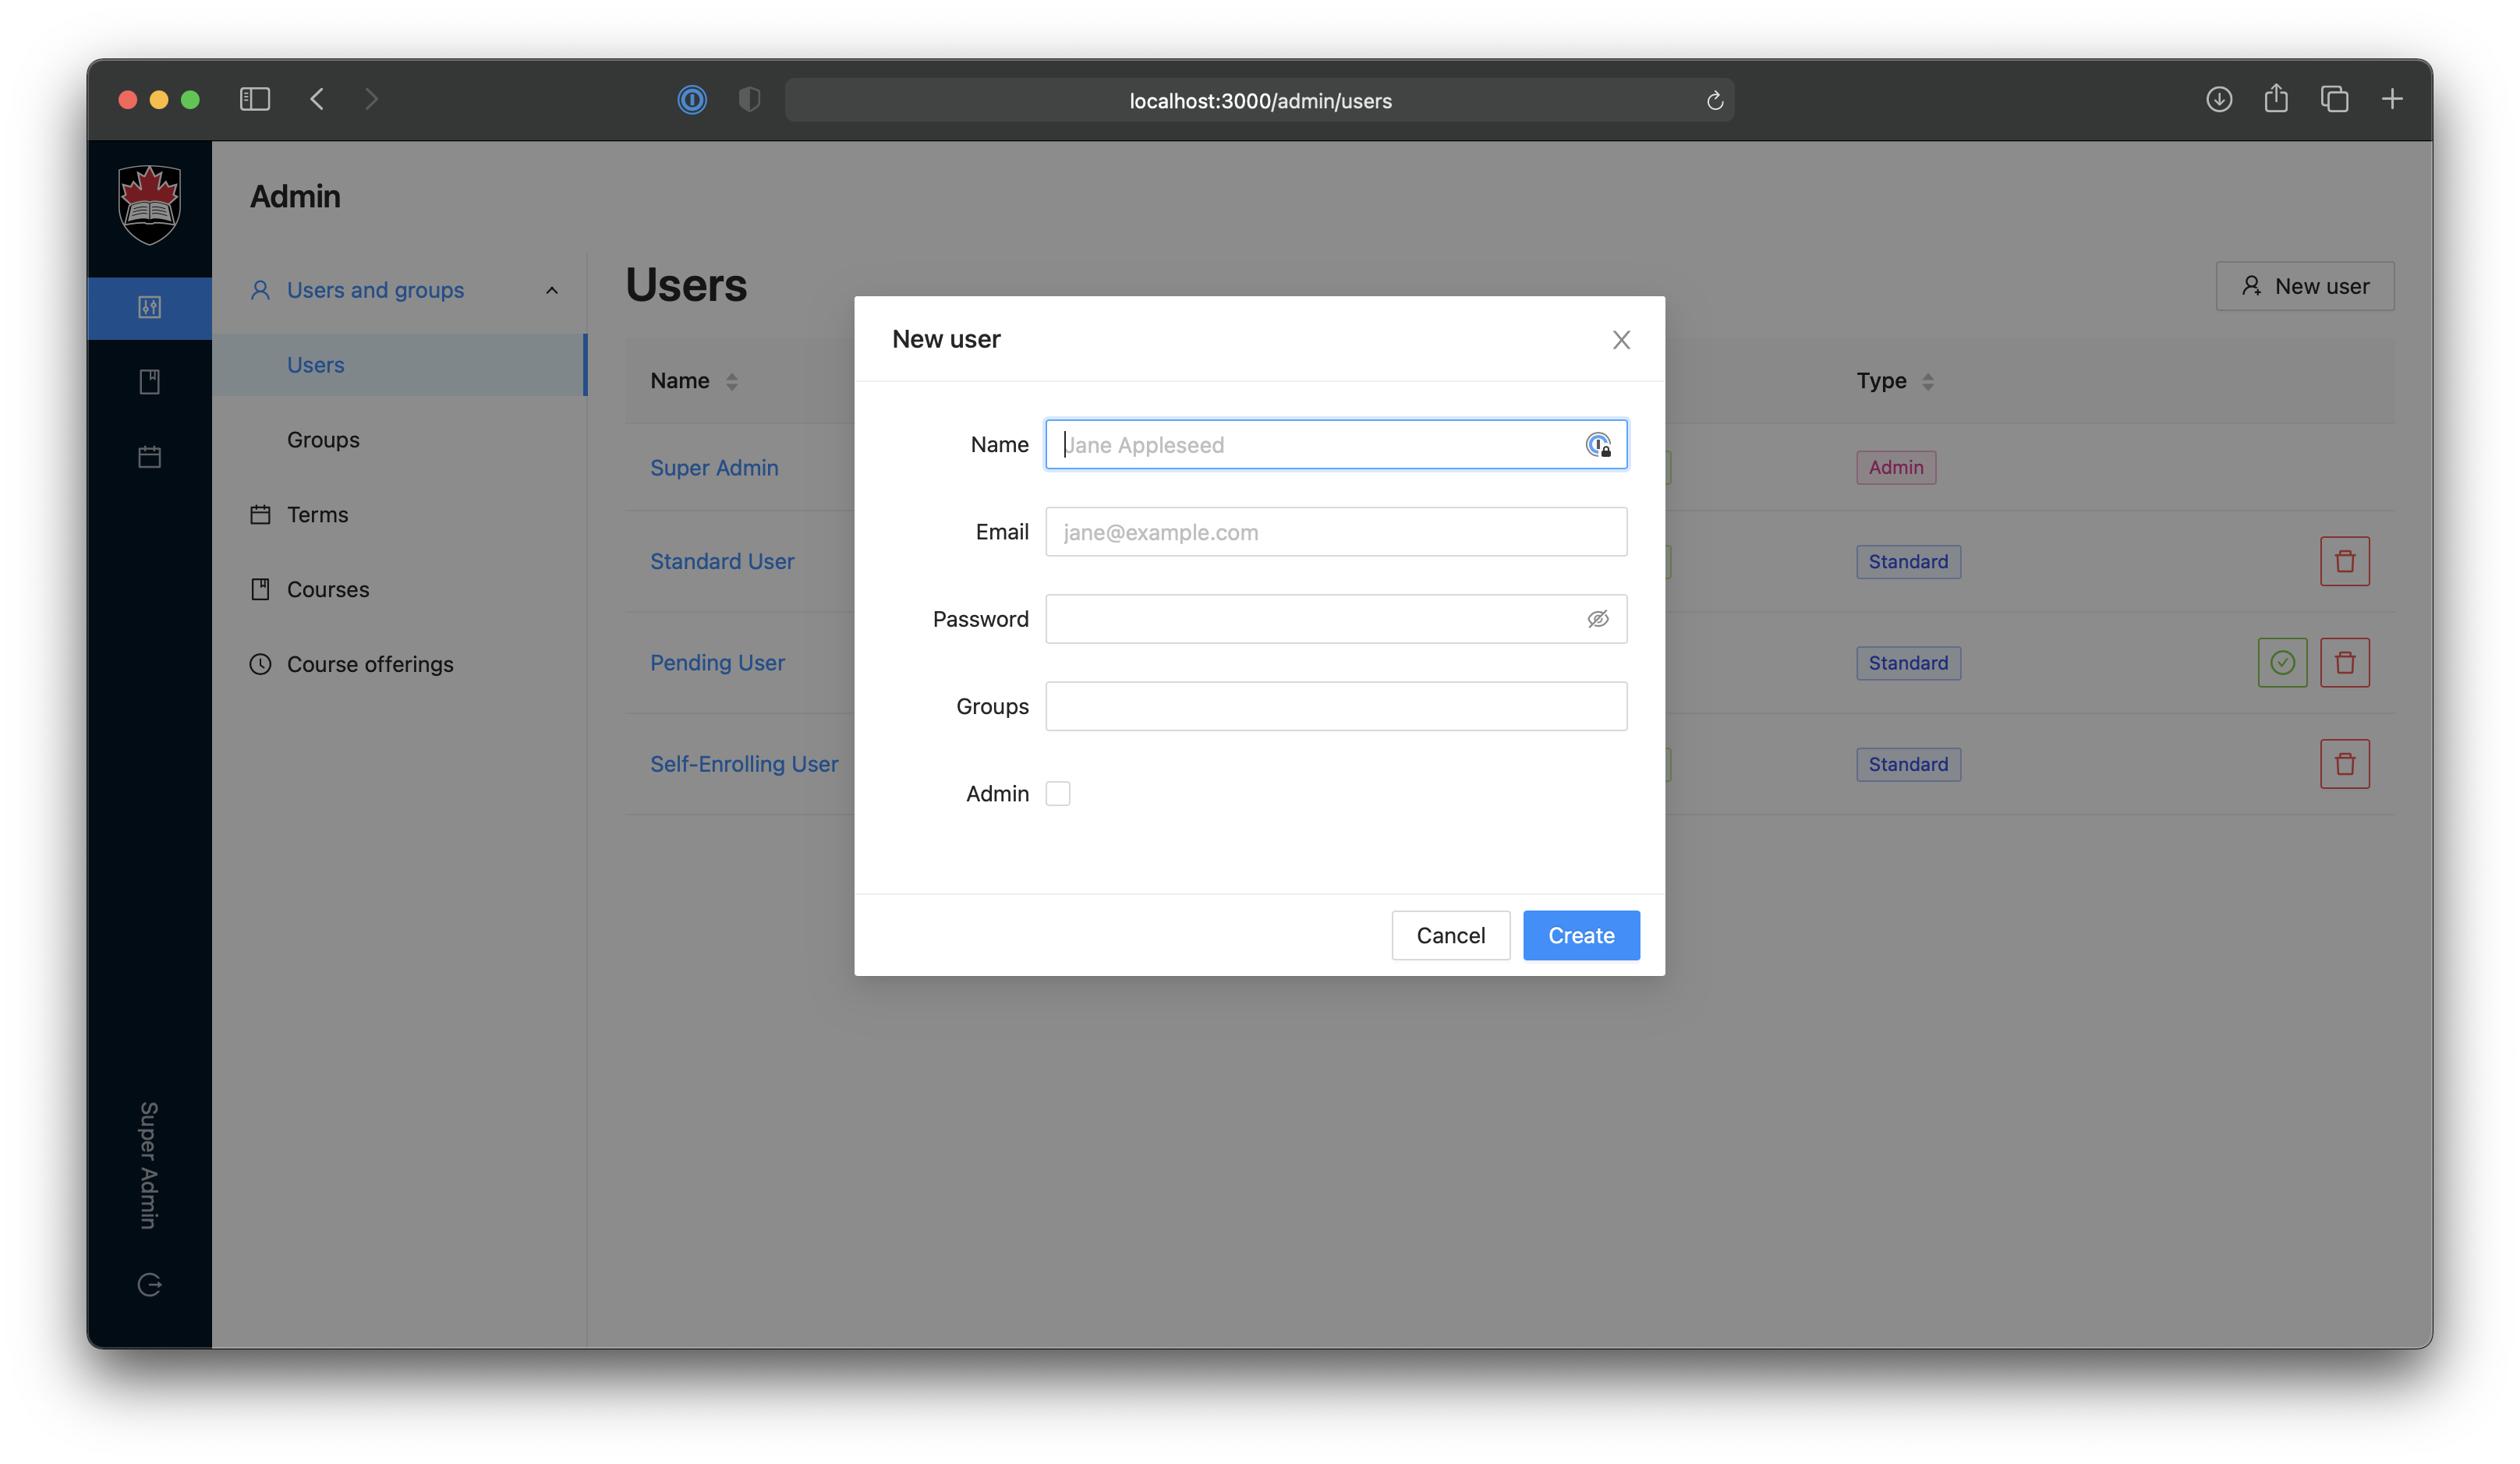 localhost:3000/admin/users
Admin
Users and groups
Users
Groups
Terms
Courses
Course offerings
Super Admin
Users
New user
Name
Type
Super Admin
Admin
Standard User
Standard
Pending User
Standard
Self-Enrolling User
Standard
New user
Name
Jane Appleseed
Email
jane@example.com
Password
Groups
Admin
Cancel
Create